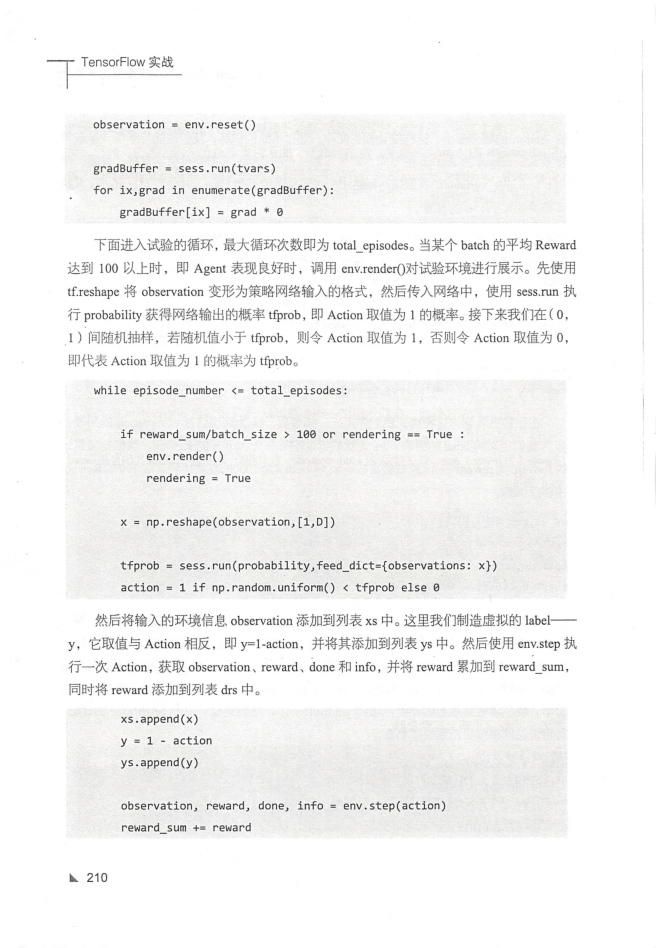 TensorFlow 实战
observation = env.reset()
gradBuffer = sess.run(tvars)
for ix,grad in enumerate(gradBuffer):
    gradBuffer[ix] = grad * 0
下面进入试验的循环，最大循环次数即为 total_episodes。当某个 batch 的平均 Reward
达到 100 以上时，即 Agent 表现良好时，调用 env.render()对试验环境进行展示。先使用
tf.reshape 将 observation 变形为策略网络输入的格式，然后传入网络中，使用 sess.run 执
行 probability 获得网络输出的概率 tfprob，即 Action 取值为 1 的概率。接下来我们在（0，
1）间随机抽样，若随机值小于 tfprob，则令 Action 取值为 1，否则令 Action 取值为 0，
即代表 Action 取值为 1 的概率为 tfprob。
while episode_number <= total_episodes:
    if reward_sum/batch_size > 100 or rendering == True :
        env.render()
        rendering = True
    x = np.reshape(observation,[1,D])
    tfprob = sess.run(probability,feed_dict={observations: x})
    action = 1 if np.random.uniform() < tfprob else 0
然后将输入的环境信息 observation 添加到列表 xs 中。这里我们制造虚拟的 label——
y，它取值与 Action 相反，即 y=1-action，并将其添加到列表 ys 中。然后使用 env.step 执
行一次 Action，获取 observation、reward、done 和 info，并将 reward 累加到 reward_sum，
同时将 reward 添加到列表 drs 中。
    xs.append(x)
    y = 1 - action
    ys.append(y)
    observation, reward, done, info = env.step(action)
    reward_sum += reward
210